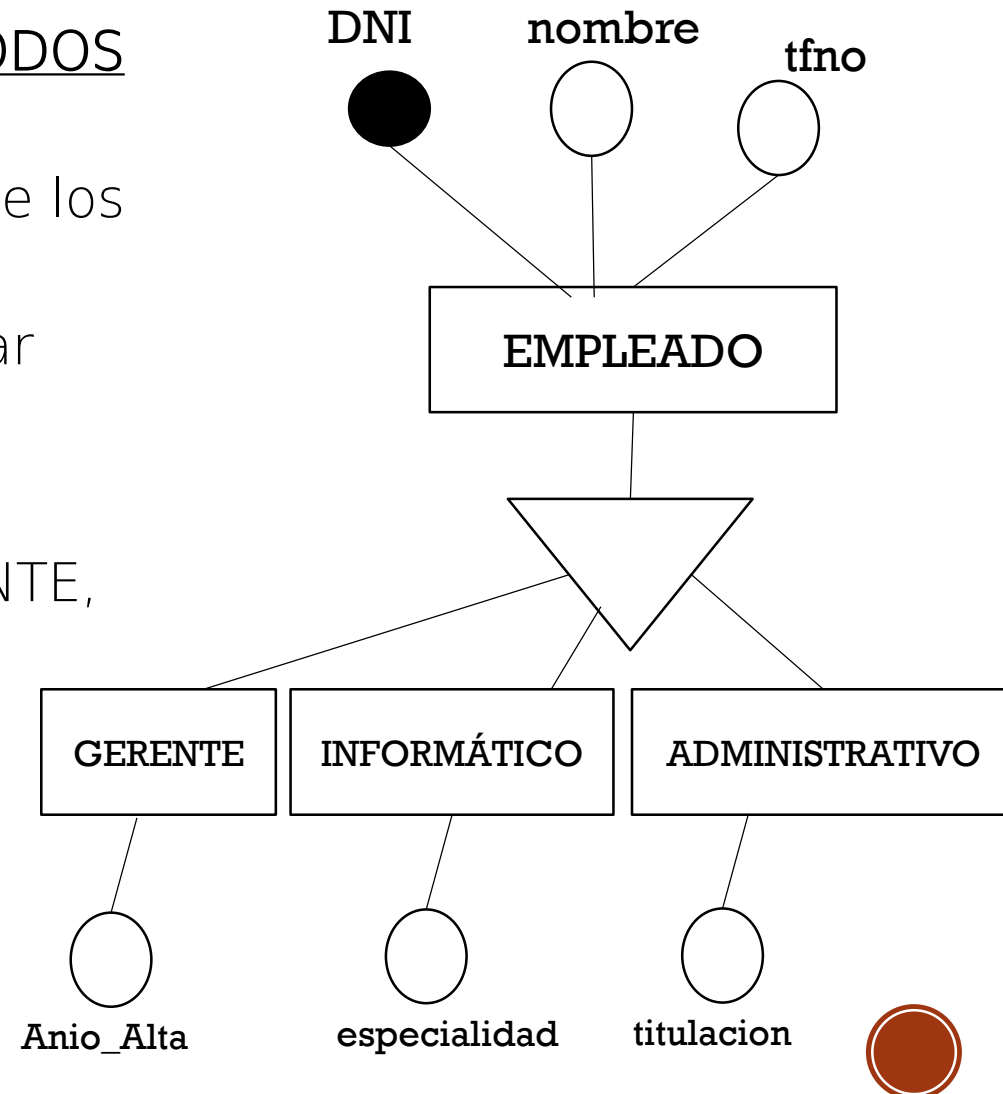 ODOS
e los
ar
NTE,
DNI nombre tfno
EMPLEADO
GERENTE INFORMÁTICO ADMINISTRATIVO
Anio_Alta especialidad titulacion